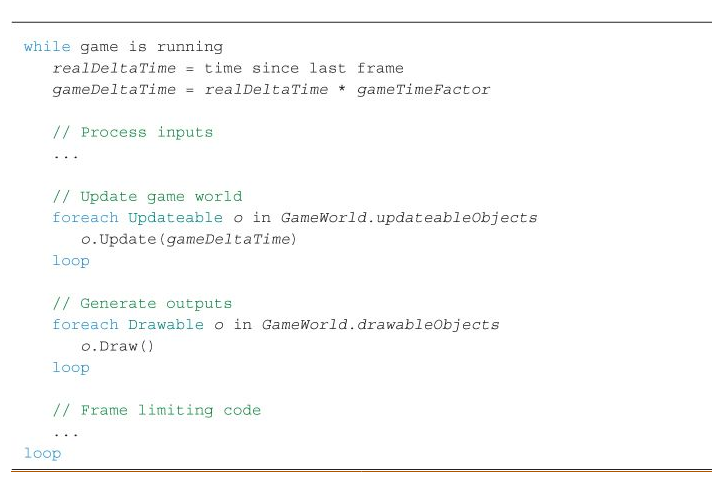 while game is running
realDeltaTime = time since last frame
gameDeltaTime = realDeltaTime * gameTimeFactor
// Process inputs
...
// Update game world
foreach Updateable o in GameWorld.updateableObjects
o.Update(gameDeltaTime)
loop
// Generate outputs
foreach Drawable o in GameWorld.drawableObjects
o.Draw()
loop
// Frame limiting code
...
loop